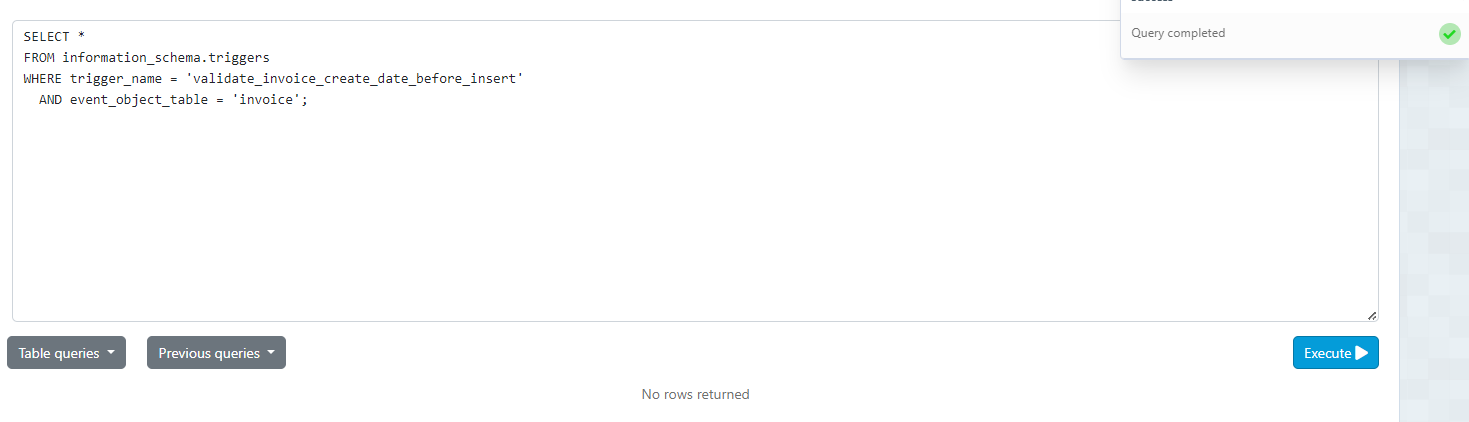 SELECT *
FROM information_schema.triggers
WHERE trigger_name = 'validate_invoice_create_date_before_insert'
  AND event_object_table = 'invoice';
Query completed
Table queries
Previous queries
Execute
No rows returned